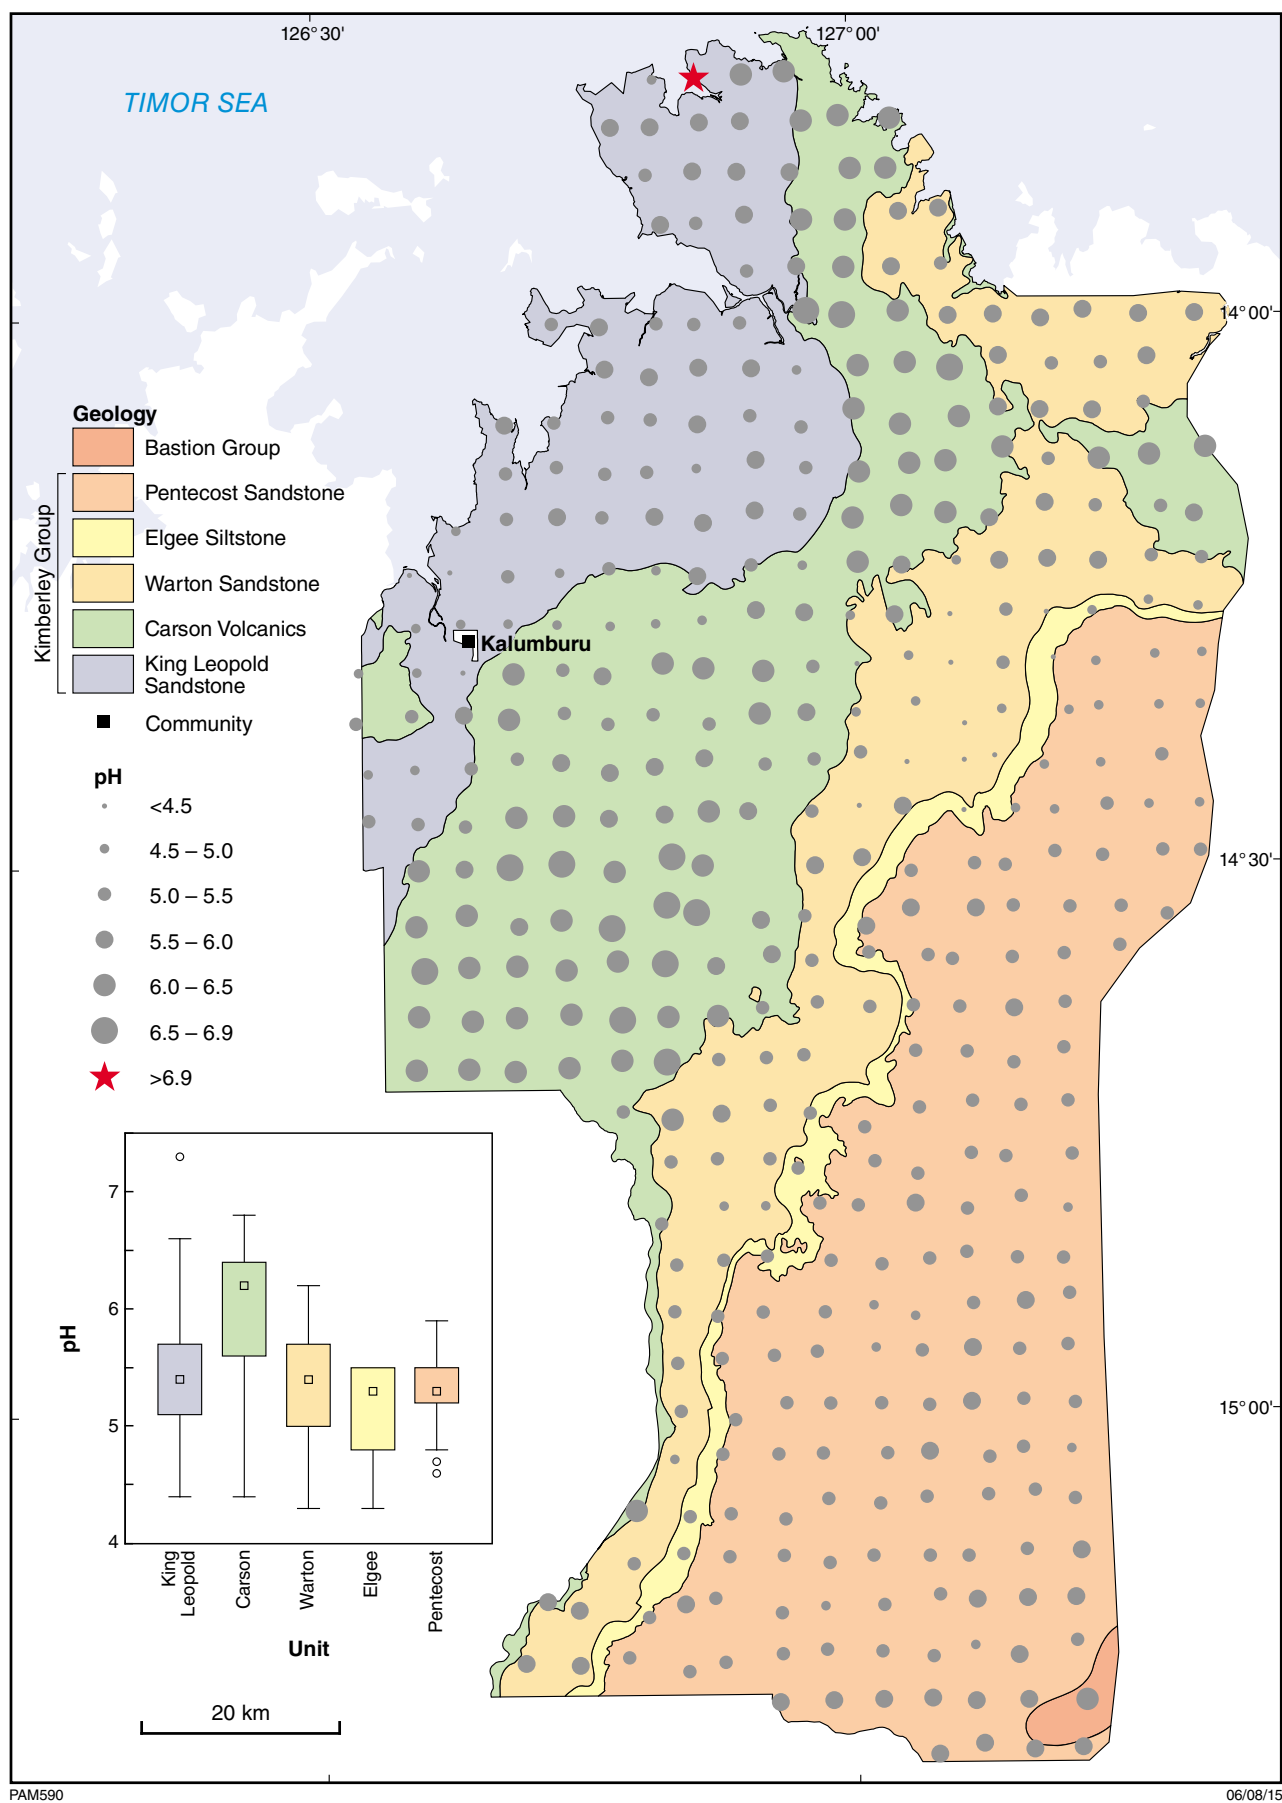 126°30'
127°00'
TIMOR SEA
14°00'
Geology
Bastion Group
Pentecost Sandstone
Elgee Siltstone
Warton Sandstone
Carson Volcanics
King Leopold
Sandstone
Kimberley Group
Community
Kalumburu
pH
<4.5
4.5 – 5.0
5.0 – 5.5
5.5 – 6.0
6.0 – 6.5
6.5 – 6.9
>6.9
14°30'
7
6
5
4
pH
King
Leopold
Carson
Warton
Elgee
Pentecost
Unit
15°00'
20 km
PAM590
06/08/15